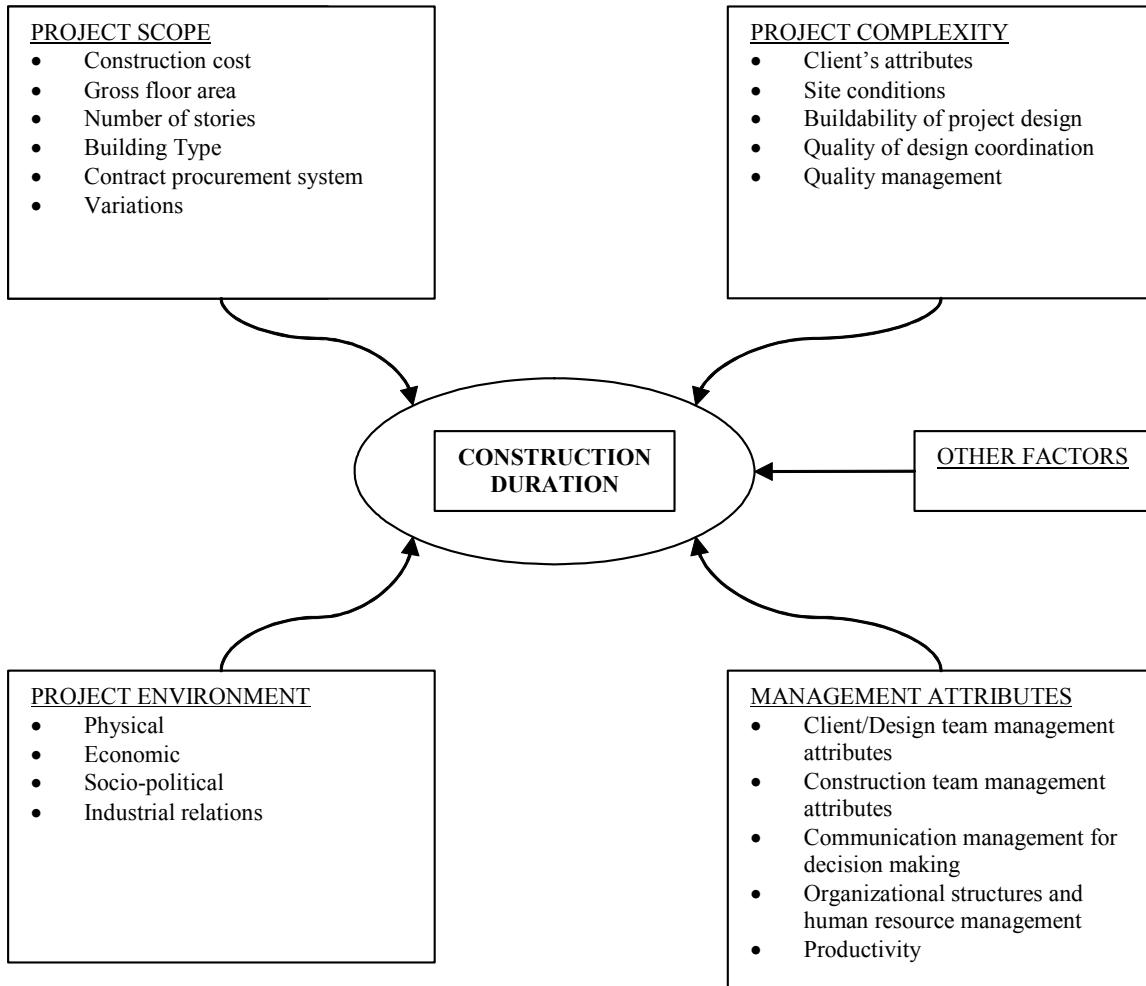 PROJECT SCOPE
• Construction cost
• Gross floor area
• Number of stories
• Building Type
• Contract procurement system
• Variations
PROJECT COMPLEXITY
• Client’s attributes
• Site conditions
• Buildability of project design
• Quality of design coordination
• Quality management
CONSTRUCTION
DURATION
OTHER FACTORS
PROJECT ENVIRONMENT
• Physical
• Economic
• Socio-political
• Industrial relations
MANAGEMENT ATTRIBUTES
• Client/Design team management
attributes
• Construction team management
attributes
• Communication management for
decision making
• Organizational structures and
human resource management
• Productivity